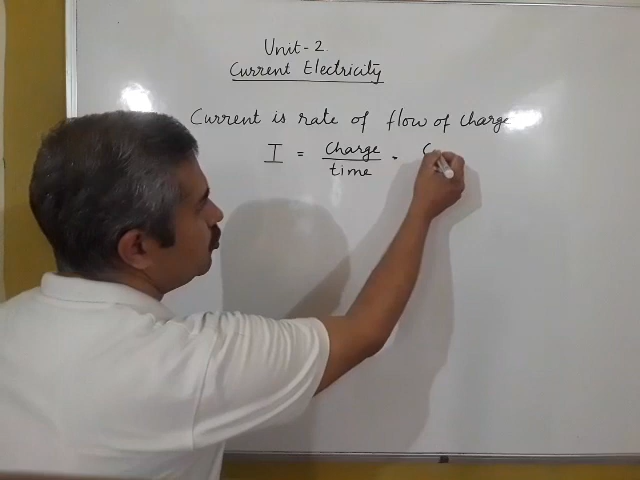 Unit-2
Current Electricity
Current is rate of flow of charge
I = Charge / time